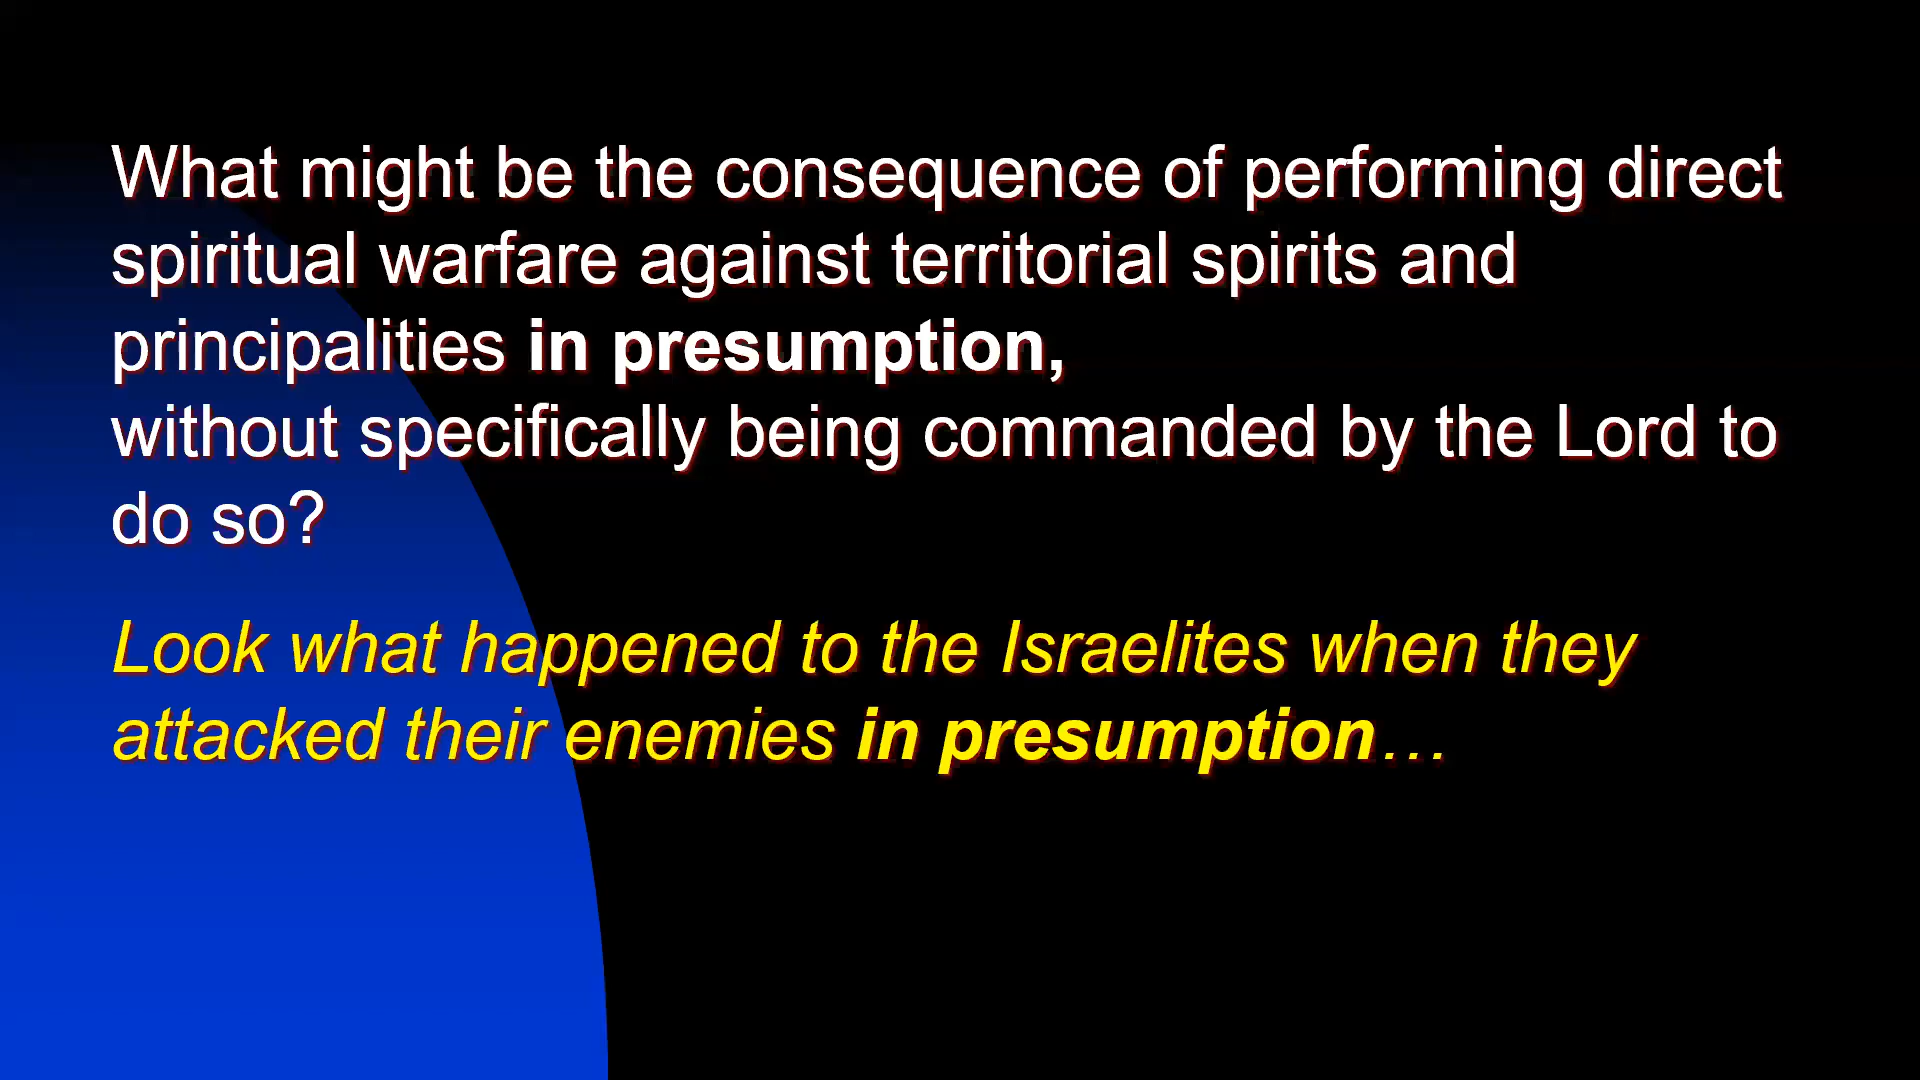 What might be the consequence of performing direct
spiritual warfare against territorial spirits and
principalities in presumption,
without specifically being commanded by the Lord to
do so?
Look what happened to the Israelites when they
attacked their enemies in presumption…